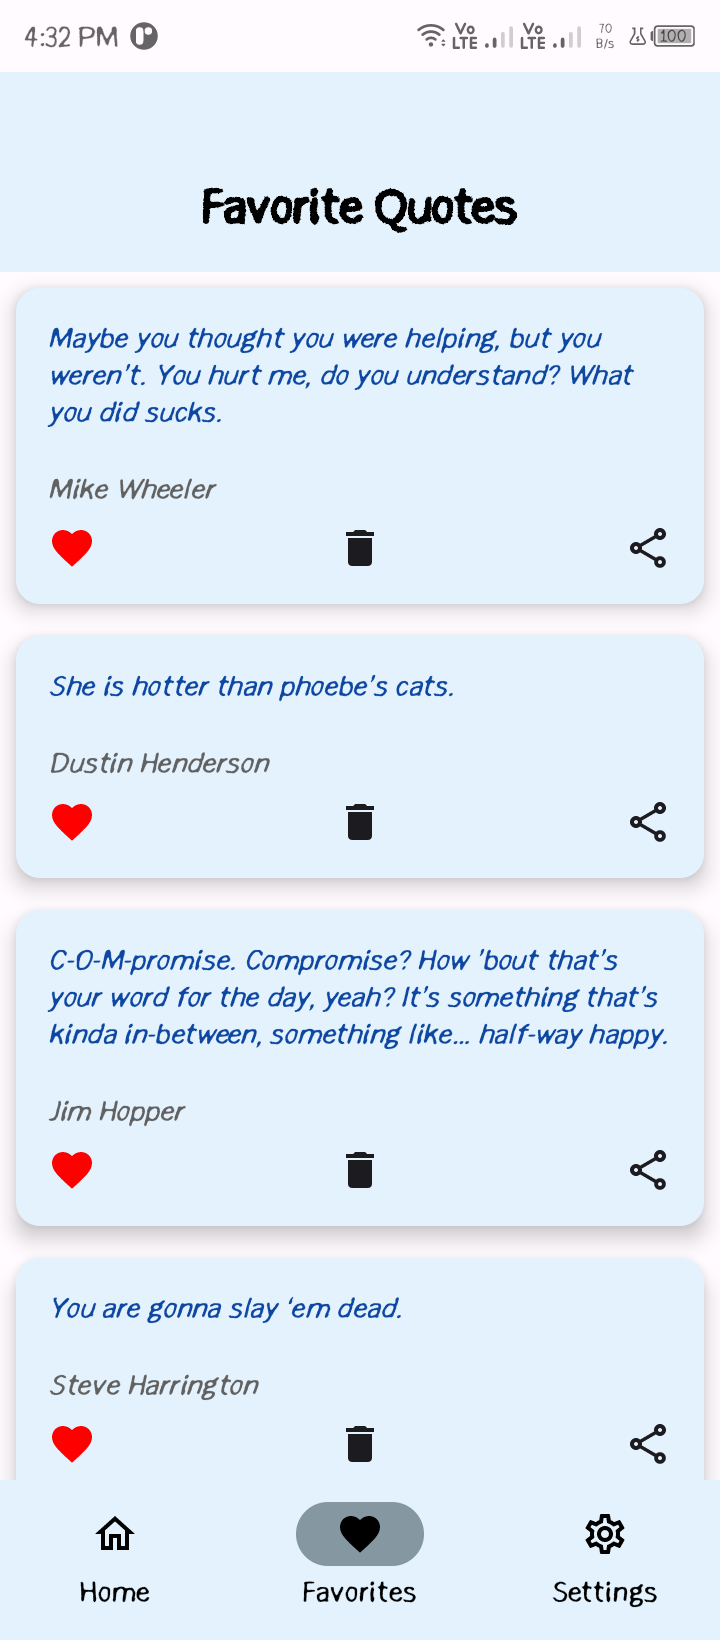 4:32 PM
Vo LTE Vo LTE 70 B/s 100
Favorite Quotes
Maybe you thought you were helping, but you
weren't. You hurt me, do you understand? What
you did sucks.
Mike Wheeler
She is hotter than phoebe's cats.
Dustin Henderson
C-O-M-promise. Compromise? How 'bout that's
your word for the day, yeah? It's something that's
kinda in-between, something like... half-way happy.
Jim Hopper
You are gonna slay 'em dead.
Steve Harrington
Home Favorites Settings